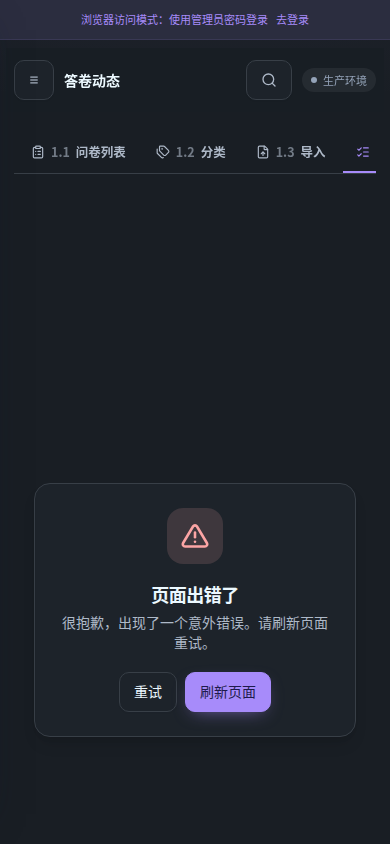 浏览器访问模式：使用管理员密码登录 去登录
答卷动态
生产环境
1.1 问卷列表 1.2 分类 1.3 导入
页面出错了
很抱歉，出现了一个意外错误。请刷新页面
重试。
重试 刷新页面